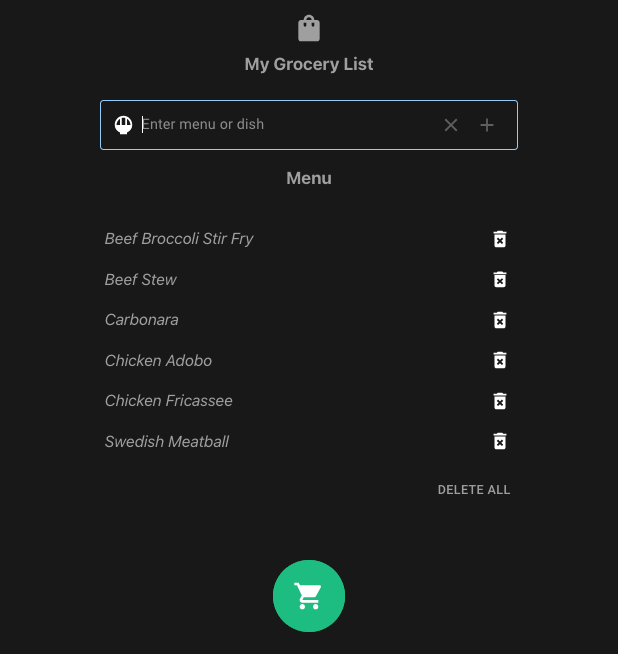 My Grocery List
Enter menu or dish
Menu
Beef Broccoli Stir Fry
Beef Stew
Carbonara
Chicken Adobo
Chicken Fricassee
Swedish Meatball
DELETE ALL